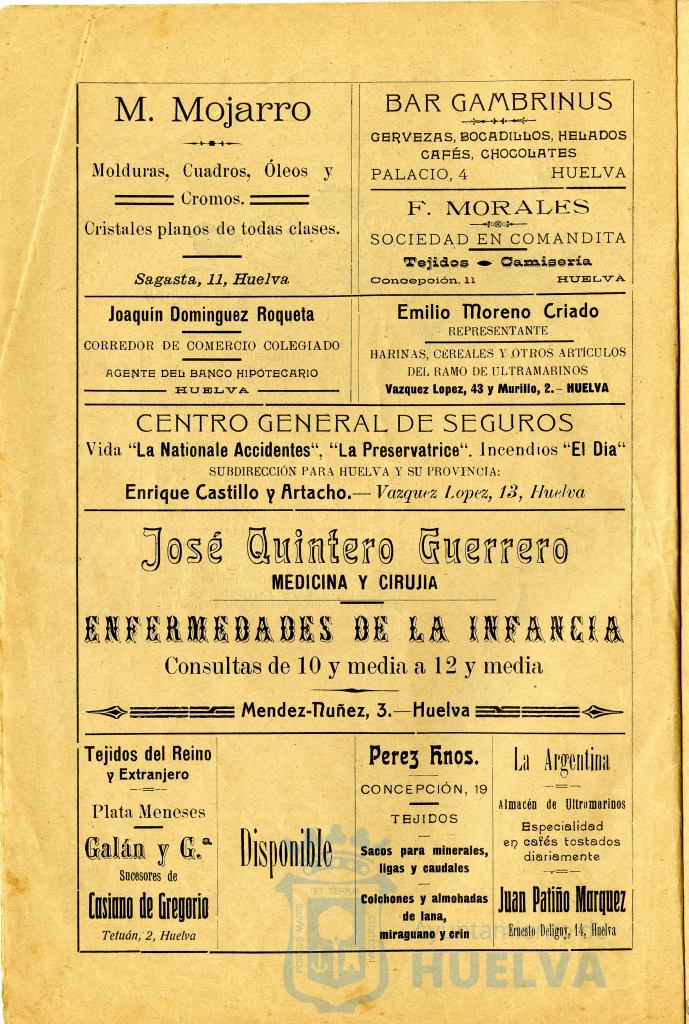 M. Mojarro
Molduras, Cuadros, Óleos y
Cromos.
Cristales planos de todas clases.
Sagasta, 11, Huelva
BAR GAMBRINUS
CERVEZAS, BOCADILLOS, HELADOS
CAFÉS, CHOCOLATES
PALACIO, 4 HUELVA
F. MORALES
SOCIEDAD EN COMANDITA
Tejidos - Camisería
Concepción, 11 HUELVA
Joaquín Dominguez Roqueta
CORREDOR DE COMERCIO COLEGIADO
AGENTE DEL BANCO HIPOTECARIO
HUELVA
Emilio Moreno Criado
REPRESENTANTE
HARINAS, CEREALES Y OTROS ARTÍCULOS
DEL RAMO DE ULTRAMARINOS
Vazquez Lopez, 43 y Murillo, 2.- HUELVA
CENTRO GENERAL DE SEGUROS
Vida "La Nationale Accidentes", "La Preservatrice". Incendios "El Día"
SUBDIRECCIÓN PARA HUELVA Y SU PROVINCIA:
Enrique Castillo y Artacho.— Vazquez Lopez, 13, Huelva
José Quintero Guerrero
MEDICINA Y CIRUJIA
ENFERMEDADES DE LA INFANCIA
Consultas de 10 y media a 12 y media
Mendez-Nuñez, 3.—Huelva
Tejidos del Reino
y Extranjero
Plata Meneses
Galán y C.ª
Sucesores de
Casiano de Gregorio
Tetuán, 2, Huelva
Disponible
Perez Hnos.
CONCEPCIÓN, 19
TEJIDOS
Sacos para minerales,
ligas y caudales
Colchones y almohadas
de lana,
miraguano y crin
La Argentina
Almacén de Ultramarinos
Especialidad
en cafés tostados
diariamente
Juan Patiño Marquez
Ernesto Deligny, 14, Huelva
HUELVA